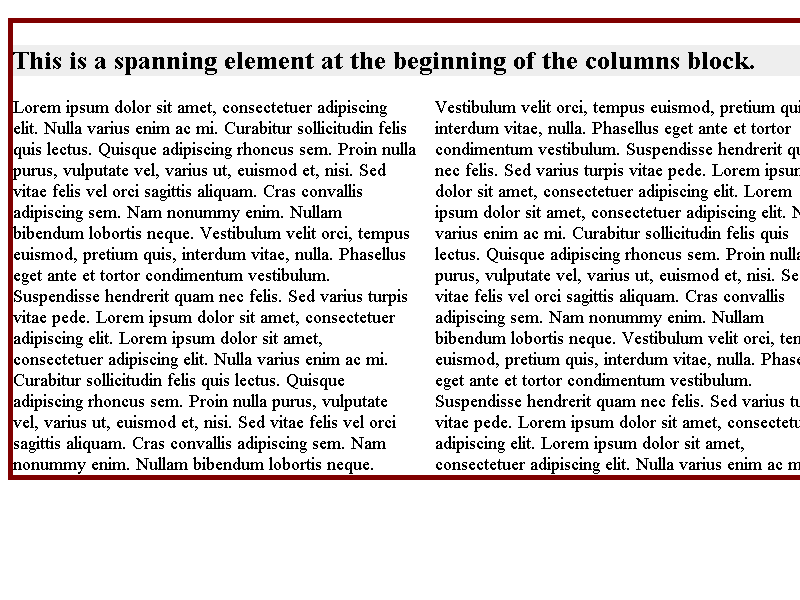 This is a spanning element at the beginning of the columns block.
Lorem ipsum dolor sit amet, consectetuer adipiscing
elit. Nulla varius enim ac mi. Curabitur sollicitudin felis
quis lectus. Quisque adipiscing rhoncus sem. Proin nulla
purus, vulputate vel, varius ut, euismod et, nisi. Sed
vitae felis vel orci sagittis aliquam. Cras convallis
adipiscing sem. Nam nonummy enim. Nullam
bibendum lobortis neque. Vestibulum velit orci, tempus
euismod, pretium quis, interdum vitae, nulla. Phasellus
eget ante et tortor condimentum vestibulum.
Suspendisse hendrerit quam nec felis. Sed varius turpis
vitae pede. Lorem ipsum dolor sit amet, consectetuer
adipiscing elit. Lorem ipsum dolor sit amet,
consectetuer adipiscing elit. Nulla varius enim ac mi.
Curabitur sollicitudin felis quis lectus. Quisque
adipiscing rhoncus sem. Proin nulla purus, vulputate
vel, varius ut, euismod et, nisi. Sed vitae felis vel orci
sagittis aliquam. Cras convallis adipiscing sem. Nam
nonummy enim. Nullam bibendum lobortis neque.
Vestibulum velit orci, tempus euismod, pretium qui
interdum vitae, nulla. Phasellus eget ante et tortor
condimentum vestibulum. Suspendisse hendrerit qu
nec felis. Sed varius turpis vitae pede. Lorem ipsum
dolor sit amet, consectetuer adipiscing elit. Lorem
ipsum dolor sit amet, consectetuer adipiscing elit. N
varius enim ac mi. Curabitur sollicitudin felis quis
lectus. Quisque adipiscing rhoncus sem. Proin nulla
purus, vulputate vel, varius ut, euismod et, nisi. Se
vitae felis vel orci sagittis aliquam. Cras convallis
adipiscing sem. Nam nonummy enim. Nullam
bibendum lobortis neque. Vestibulum velit orci, tem
euismod, pretium quis, interdum vitae, nulla. Phase
eget ante et tortor condimentum vestibulum.
Suspendisse hendrerit quam nec felis. Sed varius tu
vitae pede. Lorem ipsum dolor sit amet, consectetu
adipiscing elit. Lorem ipsum dolor sit amet,
consectetuer adipiscing elit. Nulla varius enim ac m